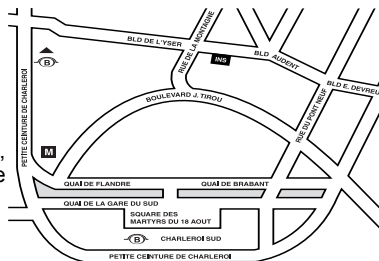 BLD DE L'YSER
RUE DE LA MONTAGNE
INS
BLD AUDENT
BLD E. DEVREU
B
BOULEVARD J. TIROU
RUE DU PONT NEUF
PETITE CEINTURE DE CHARLEROI
M
,
e
QUAI DE FLANDRE
QUAI DE BRABANT
QUAI DE LA GARE DU SUD
SQUARE DES
MARTYRS DU 18 AOUT
B
CHARLEROI SUD
PETITE CEINTURE DE CHARLEROI